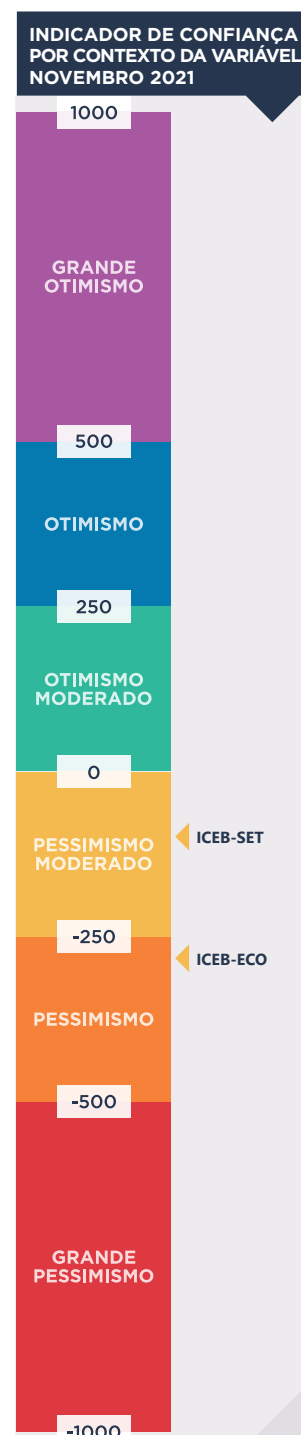 INDICADOR DE CONFIANÇA
POR CONTEXTO DA VARIÁVEL
NOVEMBRO 2021
1000
GRANDE
OTIMISMO
500
OTIMISMO
250
OTIMISMO
MODERADO
0
PESSIMISMO
MODERADO
ICEB-SET
-250
ICEB-ECO
PESSIMISMO
-500
GRANDE
PESSIMISMO
-1000